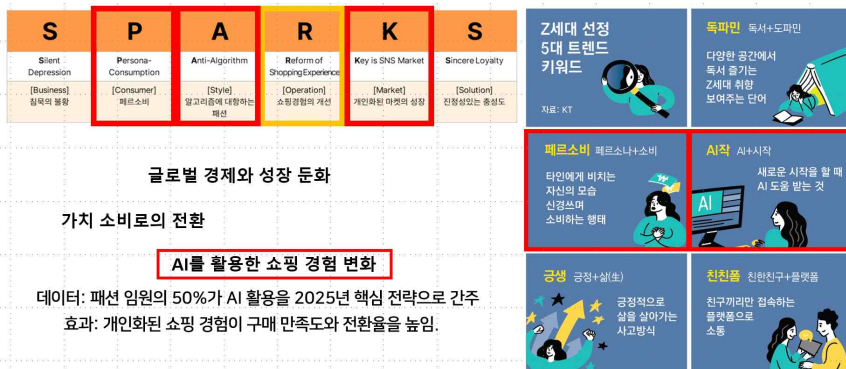 S P A R K S
Silent Depression
Persona-Consumption
Anti-Algorithm
Reform of Shopping Experience
Key is SNS Market
Sincere Loyalty
[Business] 침묵의 불황
[Consumer] 페르소비
[Style] 알고리즘에 대항하는 패션
[Operation] 쇼핑경험의 개선
[Market] 개인화된 마켓의 성장
[Solution] 진정성있는 충성도
글로벌 경제와 성장 둔화
가치 소비로의 전환
AI를 활용한 쇼핑 경험 변화
데이터: 패션 임원의 50%가 AI 활용을 2025년 핵심 전략으로 간주
효과: 개인화된 쇼핑 경험이 구매 만족도와 전환율을 높임.
Z세대 선정
5대 트렌드
키워드
자료: KT
독파민 독서+도파민
다양한 공간에서
독서 즐기는
Z세대 취향
보여주는 단어
페르소비 페르소나+소비
타인에게 비치는
자신의 모습
신경쓰며
소비하는 행태
₩
AI작 AI+시작
새로운 시작을 할 때
AI 도움 받는 것
AI
긍생 긍정+삶(生)
긍정적으로
삶을 살아가는
사고방식
친친폼 친한친구+플랫폼
친구끼리만 접속하는
플랫폼으로
소통